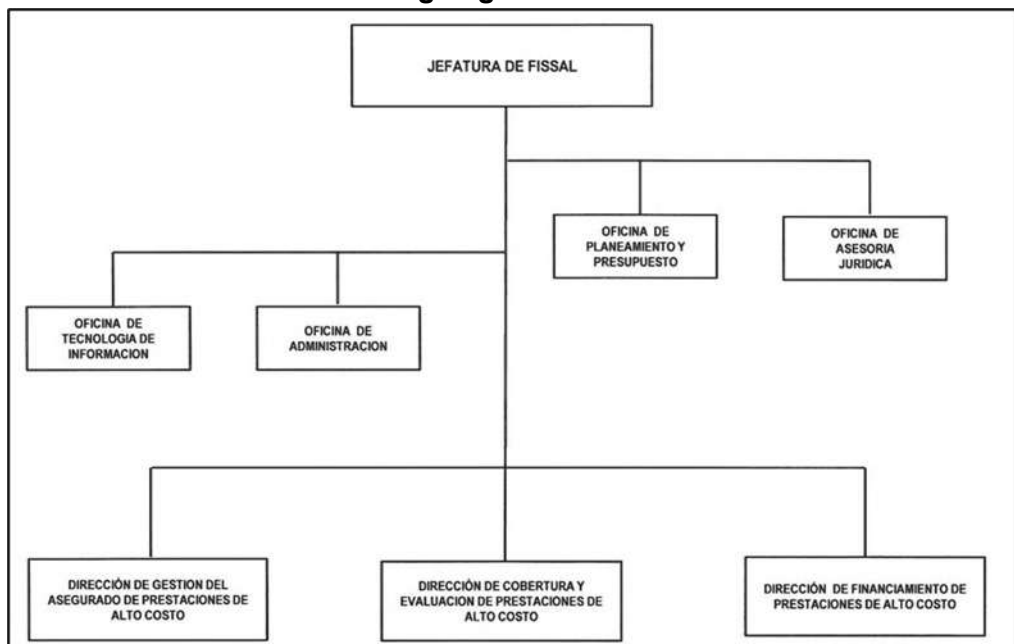 JEFATURA DE FISSAL
OFICINA DE
PLANEAMIENTO Y
PRESUPUESTO
OFICINA DE
ASESORIA
JURIDICA
OFICINA DE
TECNOLOGIA DE
INFORMACION
OFICINA DE
ADMINISTRACION
DIRECCIÓN DE GESTION DEL
ASEGURADO DE PRESTACIONES DE
ALTO COSTO
DIRECCIÓN DE COBERTURA Y
EVALUACION DE PRESTACIONES DE
ALTO COSTO
DIRECCIÓN DE FINANCIAMIENTO DE
PRESTACIONES DE ALTO COSTO